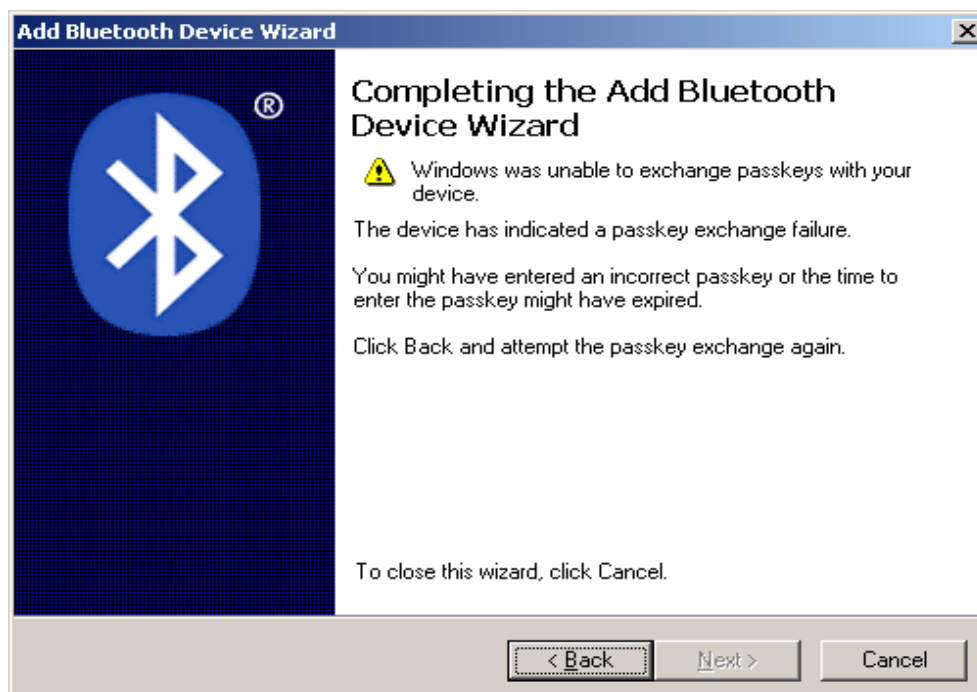 Add Bluetooth Device Wizard
®
Completing the Add Bluetooth
Device Wizard
Windows was unable to exchange passkeys with your
device.
The device has indicated a passkey exchange failure.
You might have entered an incorrect passkey or the time to
enter the passkey might have expired.
Click Back and attempt the passkey exchange again.
To close this wizard, click Cancel.
< Back
Next >
Cancel